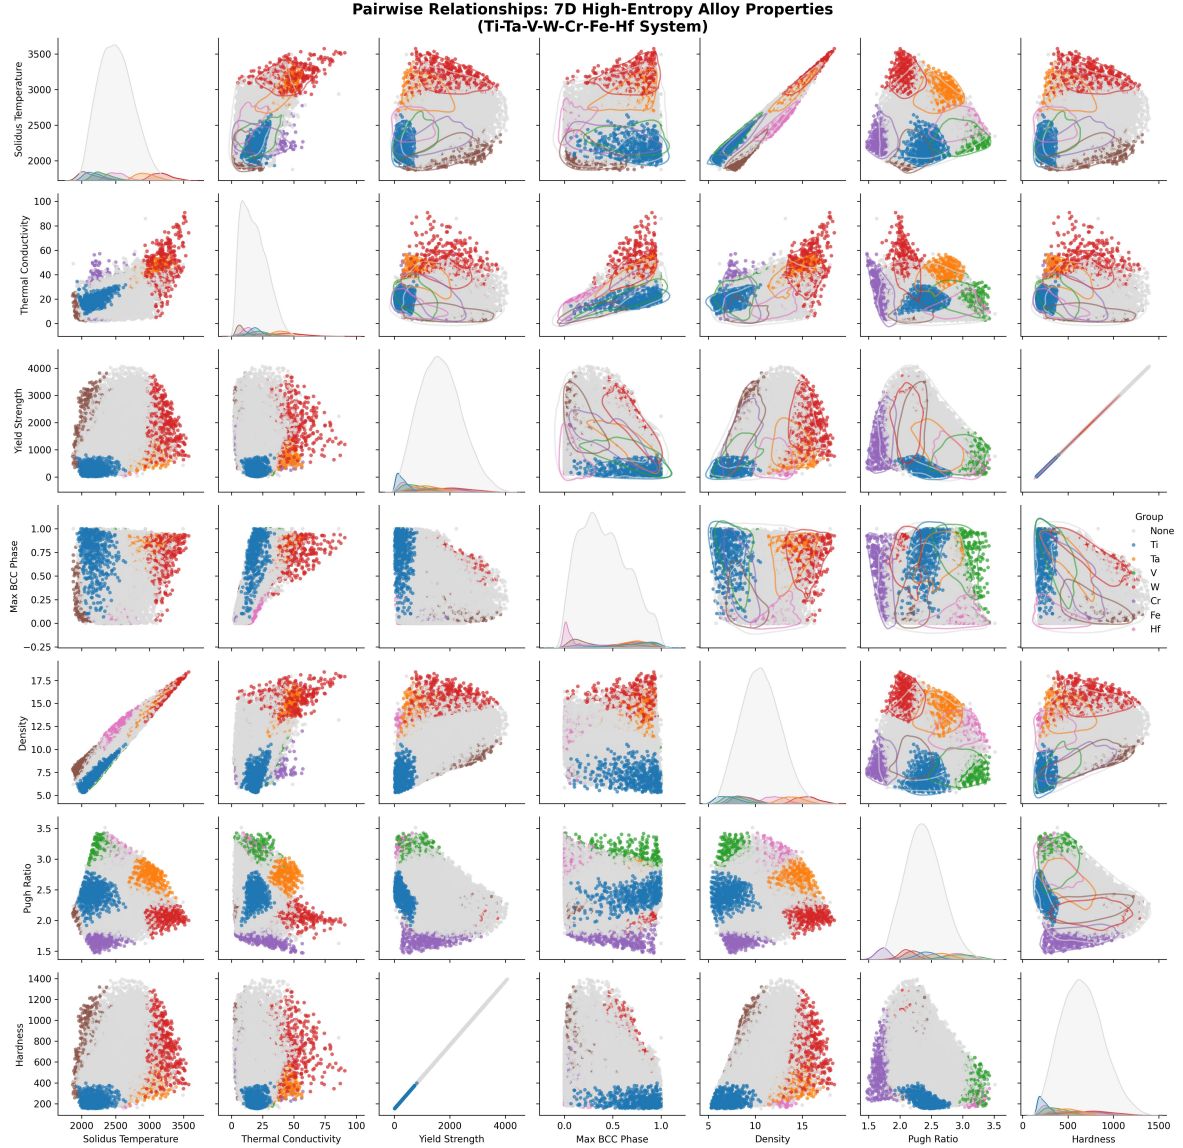 Pairwise Relationships: 7D High-Entropy Alloy Properties
(Ti-Ta-V-W-Cr-Fe-Hf System)
Solidus Temperature
3500
3000
2500
2000
Thermal Conductivity
100
80
60
40
20
0
Yield Strength
4000
3000
2000
1000
0
Max BCC Phase
1.00
0.75
0.50
0.25
0.00
−0.25
Group
None
Ti
Ta
V
W
Cr
Fe
Hf
Density
17.5
15.0
12.5
10.0
7.5
5.0
Pugh Ratio
3.5
3.0
2.5
2.0
1.5
Hardness
1400
1200
1000
800
600
400
200
2000 2500 3000 3500
0 25 50 75 100
0 2000 4000
0.0 0.5 1.0
5 10 15
1.5 2.0 2.5 3.0 3.5
0 500 1000 1500
Solidus Temperature
Thermal Conductivity
Yield Strength
Max BCC Phase
Density
Pugh Ratio
Hardness